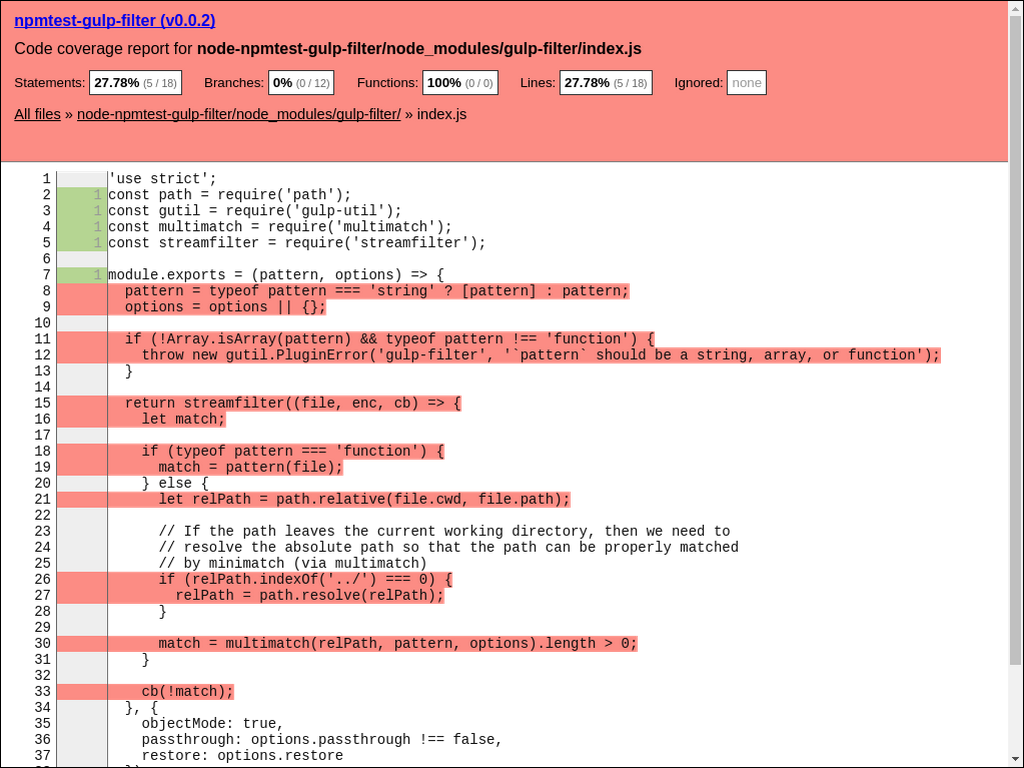 npmtest-gulp-filter (v0.0.2)
Code coverage report for node-npmtest-gulp-filter/node_modules/gulp-filter/index.js
Statements: 27.78% (5 / 18) Branches: 0% (0 / 12) Functions: 100% (0 / 0) Lines: 27.78% (5 / 18) Ignored: none
All files » node-npmtest-gulp-filter/node_modules/gulp-filter/ » index.js
1 'use strict';
2 1 const path = require('path');
3 1 const gutil = require('gulp-util');
4 1 const multimatch = require('multimatch');
5 1 const streamfilter = require('streamfilter');
6
7 1 module.exports = (pattern, options) => {
8   pattern = typeof pattern === 'string' ? [pattern] : pattern;
9   options = options || {};
10
11   if (!Array.isArray(pattern) && typeof pattern !== 'function') {
12     throw new gutil.PluginError('gulp-filter', '`pattern` should be a string, array, or function');
13   }
14
15   return streamfilter((file, enc, cb) => {
16     let match;
17
18     if (typeof pattern === 'function') {
19       match = pattern(file);
20     } else {
21       let relPath = path.relative(file.cwd, file.path);
22
23       // If the path leaves the current working directory, then we need to
24       // resolve the absolute path so that the path can be properly matched
25       // by minimatch (via multimatch)
26       if (relPath.indexOf('../') === 0) {
27         relPath = path.resolve(relPath);
28       }
29
30       match = multimatch(relPath, pattern, options).length > 0;
31     }
32
33     cb(!match);
34   }, {
35     objectMode: true,
36     passthrough: options.passthrough !== false,
37     restore: options.restore